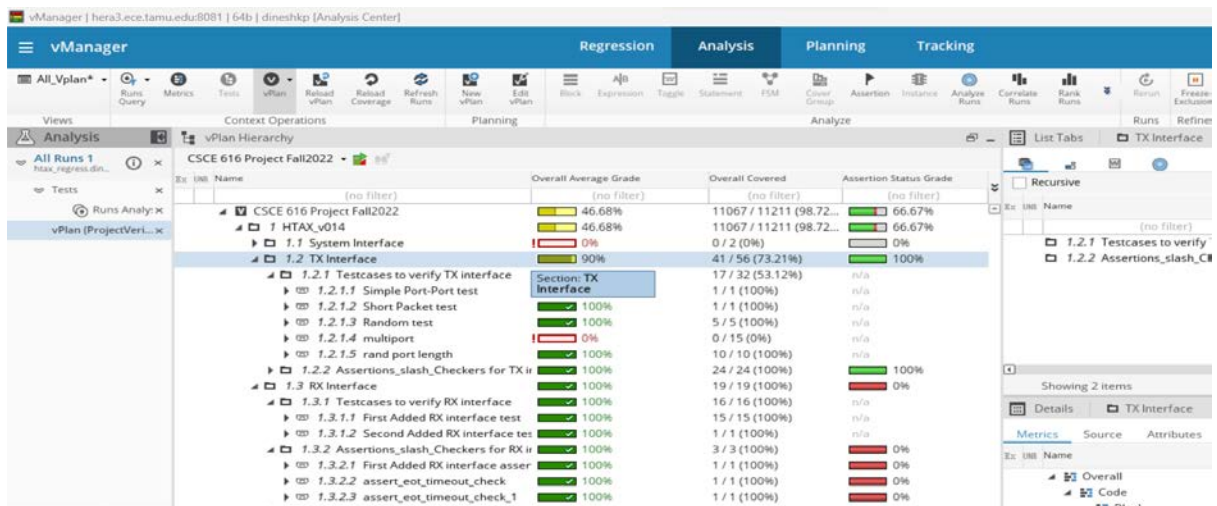 vManager | hera3.ece.tamu.edu:8081 | 64b | dineshkp [Analysis Center]
vManager Regression Analysis Planning Tracking
All_Vplan* Runs Query Metrics Tests vPlan Reload vPlan Reload Coverage Refresh Runs New vPlan Edit vPlan Block Expression Toggle Statement FSM Cover Group Assertion Instance Analyze Runs Correlate Runs Rank Runs Rerun Freeze
Views Context Operations Planning Analyze Runs Refine
Analysis vPlan Hierarchy List Tabs TX Interface
All Runs 1 CSCE 616 Project Fall2022
htax_regress.din...
Ex UNR Name Overall Average Grade Overall Covered Assertion Status Grade Recursive
Tests (no filter) (no filter) (no filter) (no filter) Ex UNR Name
Runs Analy: CSCE 616 Project Fall2022 46.68% 11067 / 11211 (98.72... 66.67%
vPlan (ProjectVeri... 1 HTAX_v014 46.68% 11067 / 11211 (98.72... 66.67% (no filter)
1.1 System Interface 0% 0 / 2 (0%) 0% 1.2.1 Testcases to verify
1.2 TX Interface 90% 41 / 56 (73.21%) 100% 1.2.2 Assertions_slash_C
1.2.1 Testcases to verify TX interface 17 / 32 (53.12%) n/a
Section: TX Interface
1.2.1.1 Simple Port-Port test 1 / 1 (100%) n/a
1.2.1.2 Short Packet test 100% 1 / 1 (100%) n/a
1.2.1.3 Random test 100% 5 / 5 (100%) n/a
1.2.1.4 multiport 0% 0 / 15 (0%) n/a
1.2.1.5 rand port length 100% 10 / 10 (100%) n/a
1.2.2 Assertions_slash_Checkers for TX i 100% 24 / 24 (100%) 100%
1.3 RX Interface 100% 19 / 19 (100%) 0% Showing 2 items
1.3.1 Testcases to verify RX interface 100% 16 / 16 (100%) n/a
1.3.1.1 First Added RX interface test 100% 15 / 15 (100%) n/a Details TX Interface
1.3.1.2 Second Added RX interface tes 100% 1 / 1 (100%) n/a Metrics Source Attributes
1.3.2 Assertions_slash_Checkers for RX i 100% 3 / 3 (100%) 0% Ex UNR Name
1.3.2.1 First Added RX interface asser 100% 1 / 1 (100%) 0%
1.3.2.2 assert_eot_timeout_check 100% 1 / 1 (100%) 0% Overall
1.3.2.3 assert_eot_timeout_check_1 100% 1 / 1 (100%) 0% Code